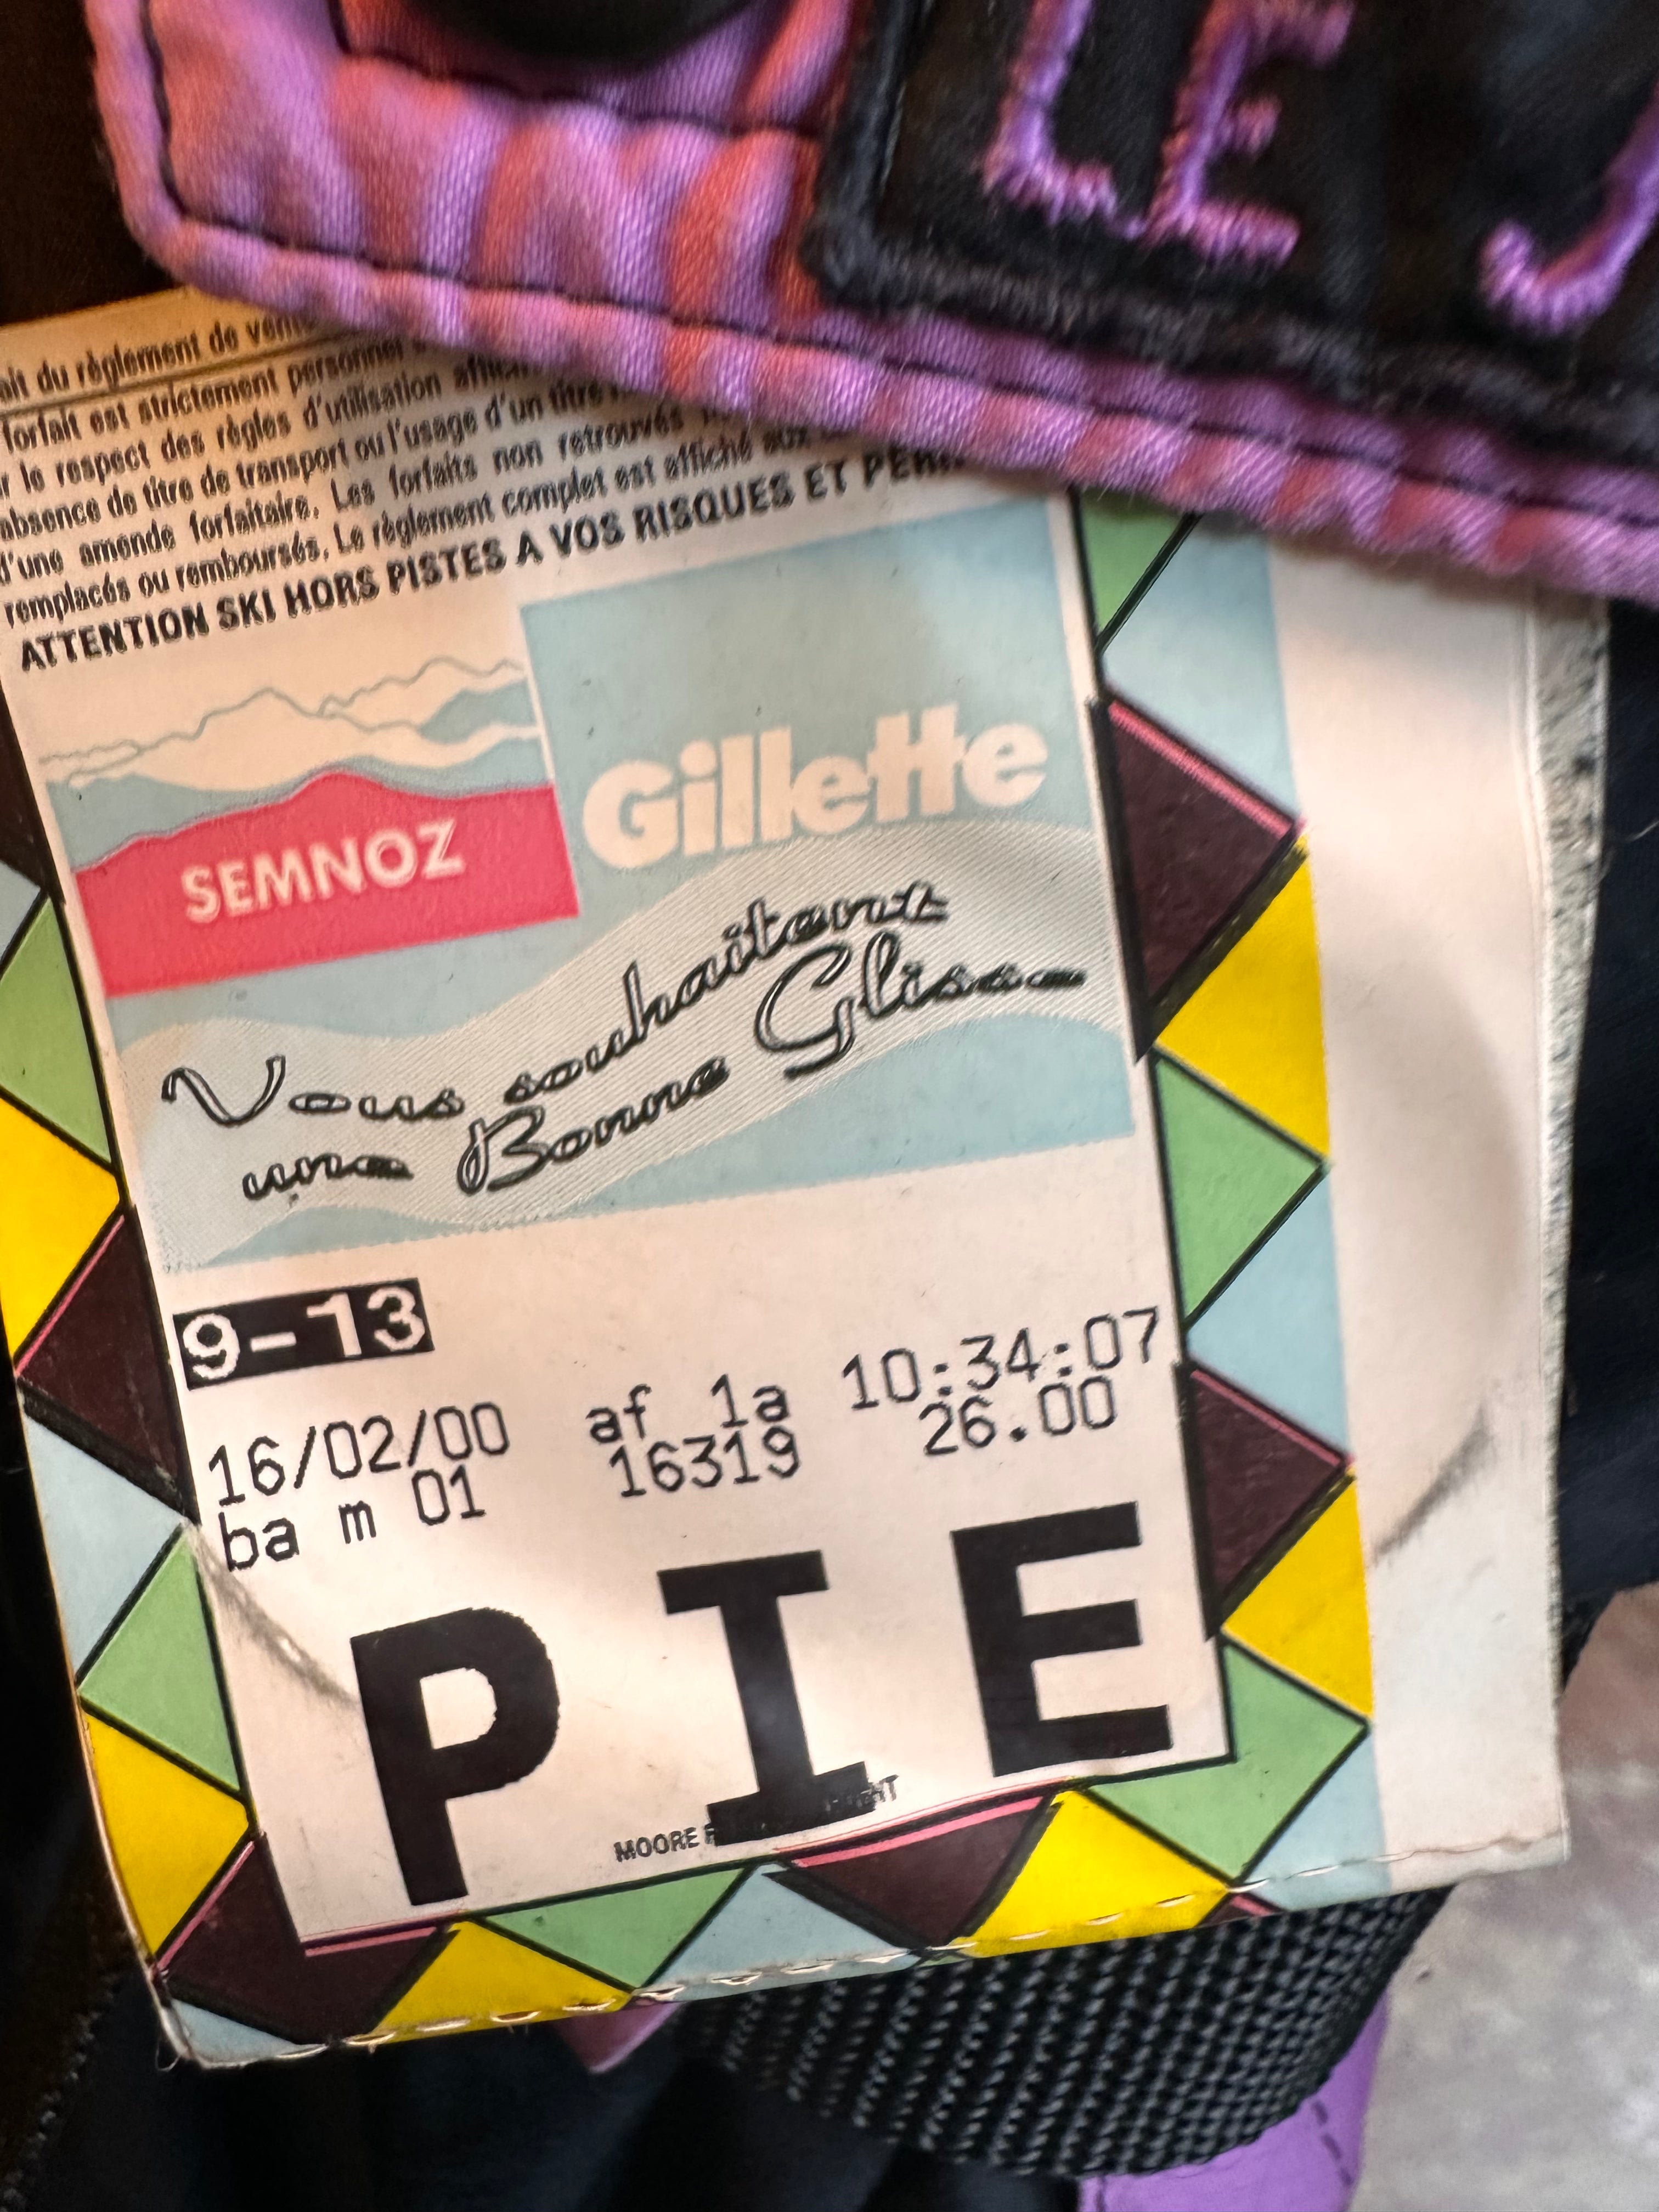 LE J
ait du règlement de vent
forfait est strictement personnel
r le respect des règles d'utilisation affich
absence de titre de transport ou l'usage d'un titre
d'une amende forfaitaire. Les forfaits non retrouvés
remplacés ou remboursés. Le règlement complet est affiché aux
ATTENTION SKI HORS PISTES A VOS RISQUES ET PÉRI
Gillette
SEMNOZ
Vous souhaitent
une Bonne Glisse
9-13
16/02/00 af 1a 10:34:07
ba m 01 16319 26.00
PIE
MOORE